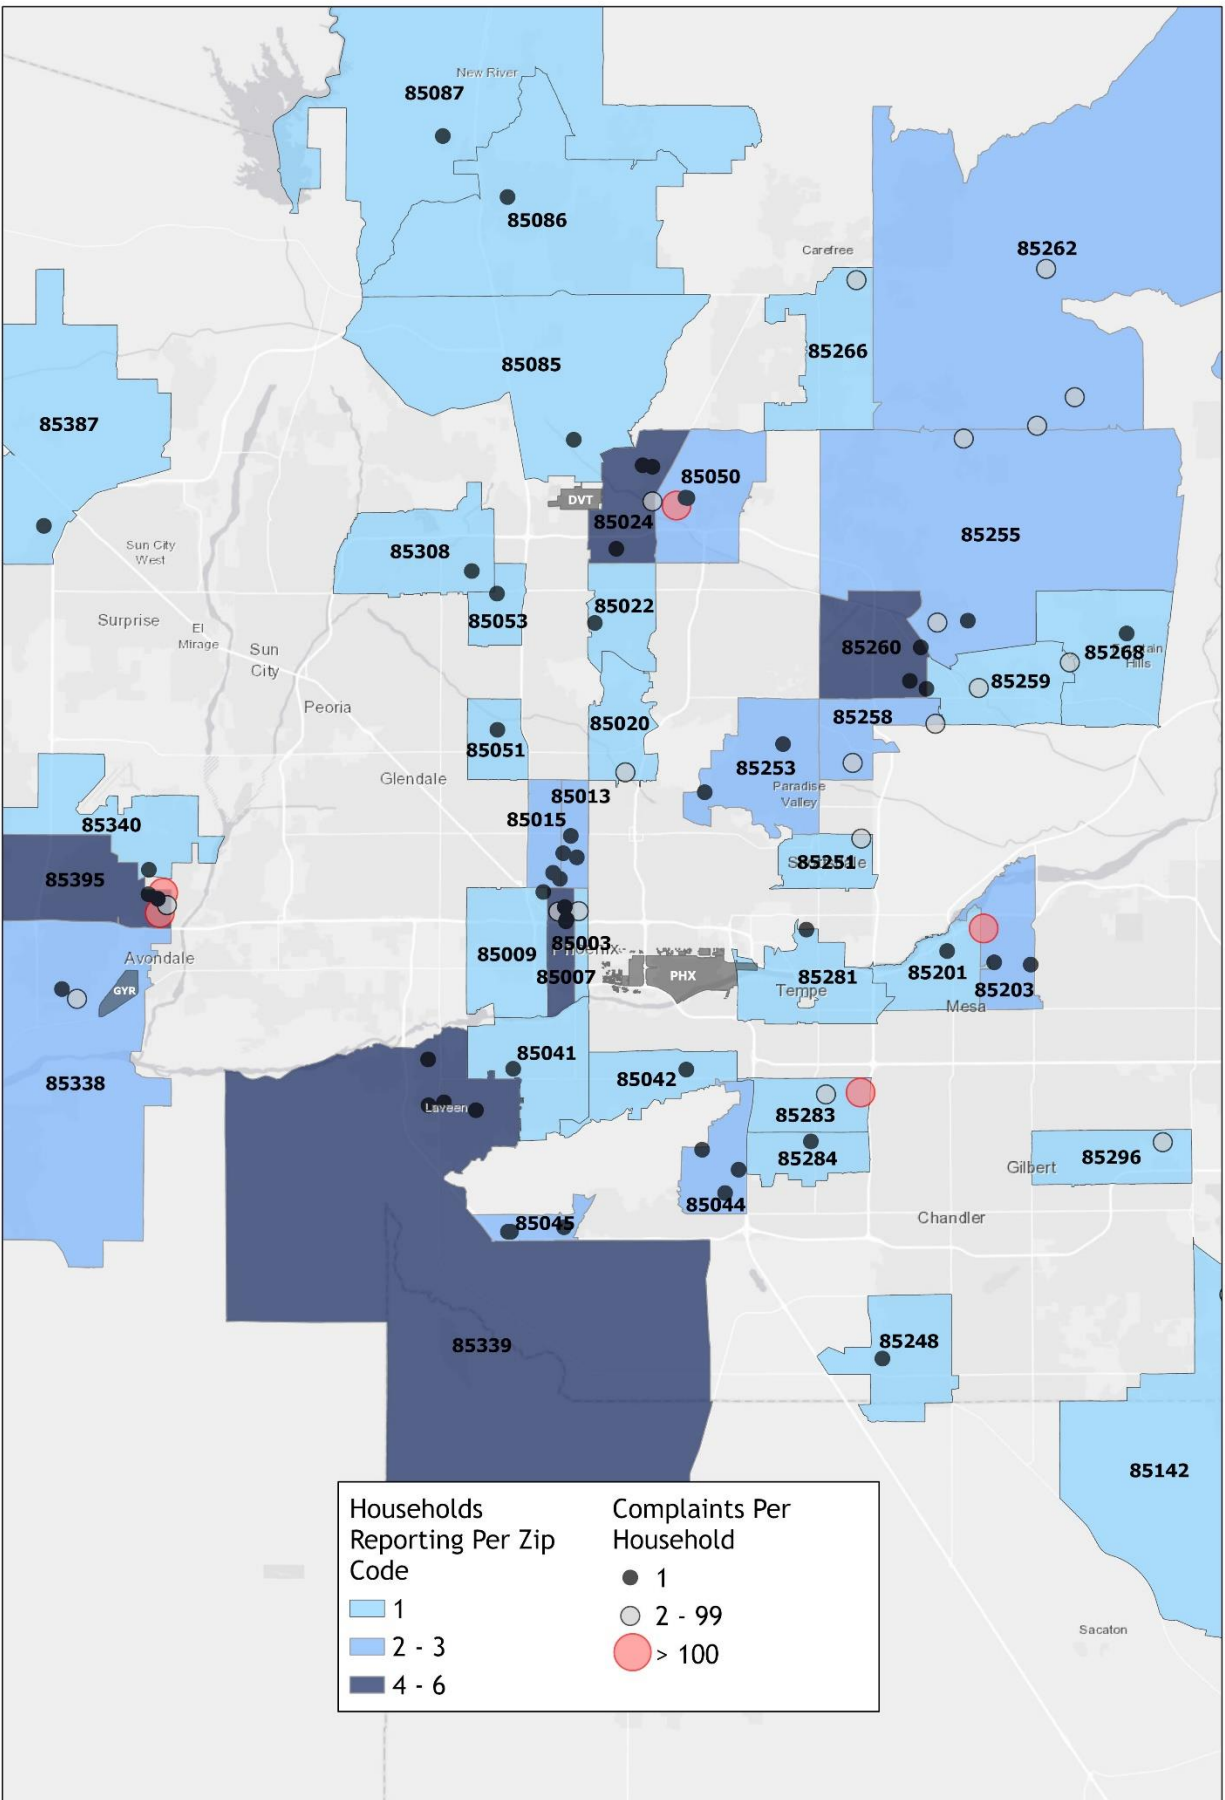 New River
85087
85086
Carefree
85262
85266
85085
85387
85050
DVT
85024
85255
Sun City
West
85308
85022
85053
Surprise
El
Mirage
Sun
City
85260
85268
Hills
85259
Peoria
85258
85020
85051
85253
Glendale
Paradise
Valley
85013
85015
85340
85251
85395
85003
85009
Avondale
85007
PHX
85281
85201
GYR
Tempe
85203
Mesa
85041
85338
85042
Laveen
85283
85284
85296
Gilbert
85044
85045
Chandler
85339
85248
85142
Households
Reporting Per Zip
Code
1
2 - 3
4 - 6
Complaints Per
Household
1
2 - 99
> 100
Sacaton